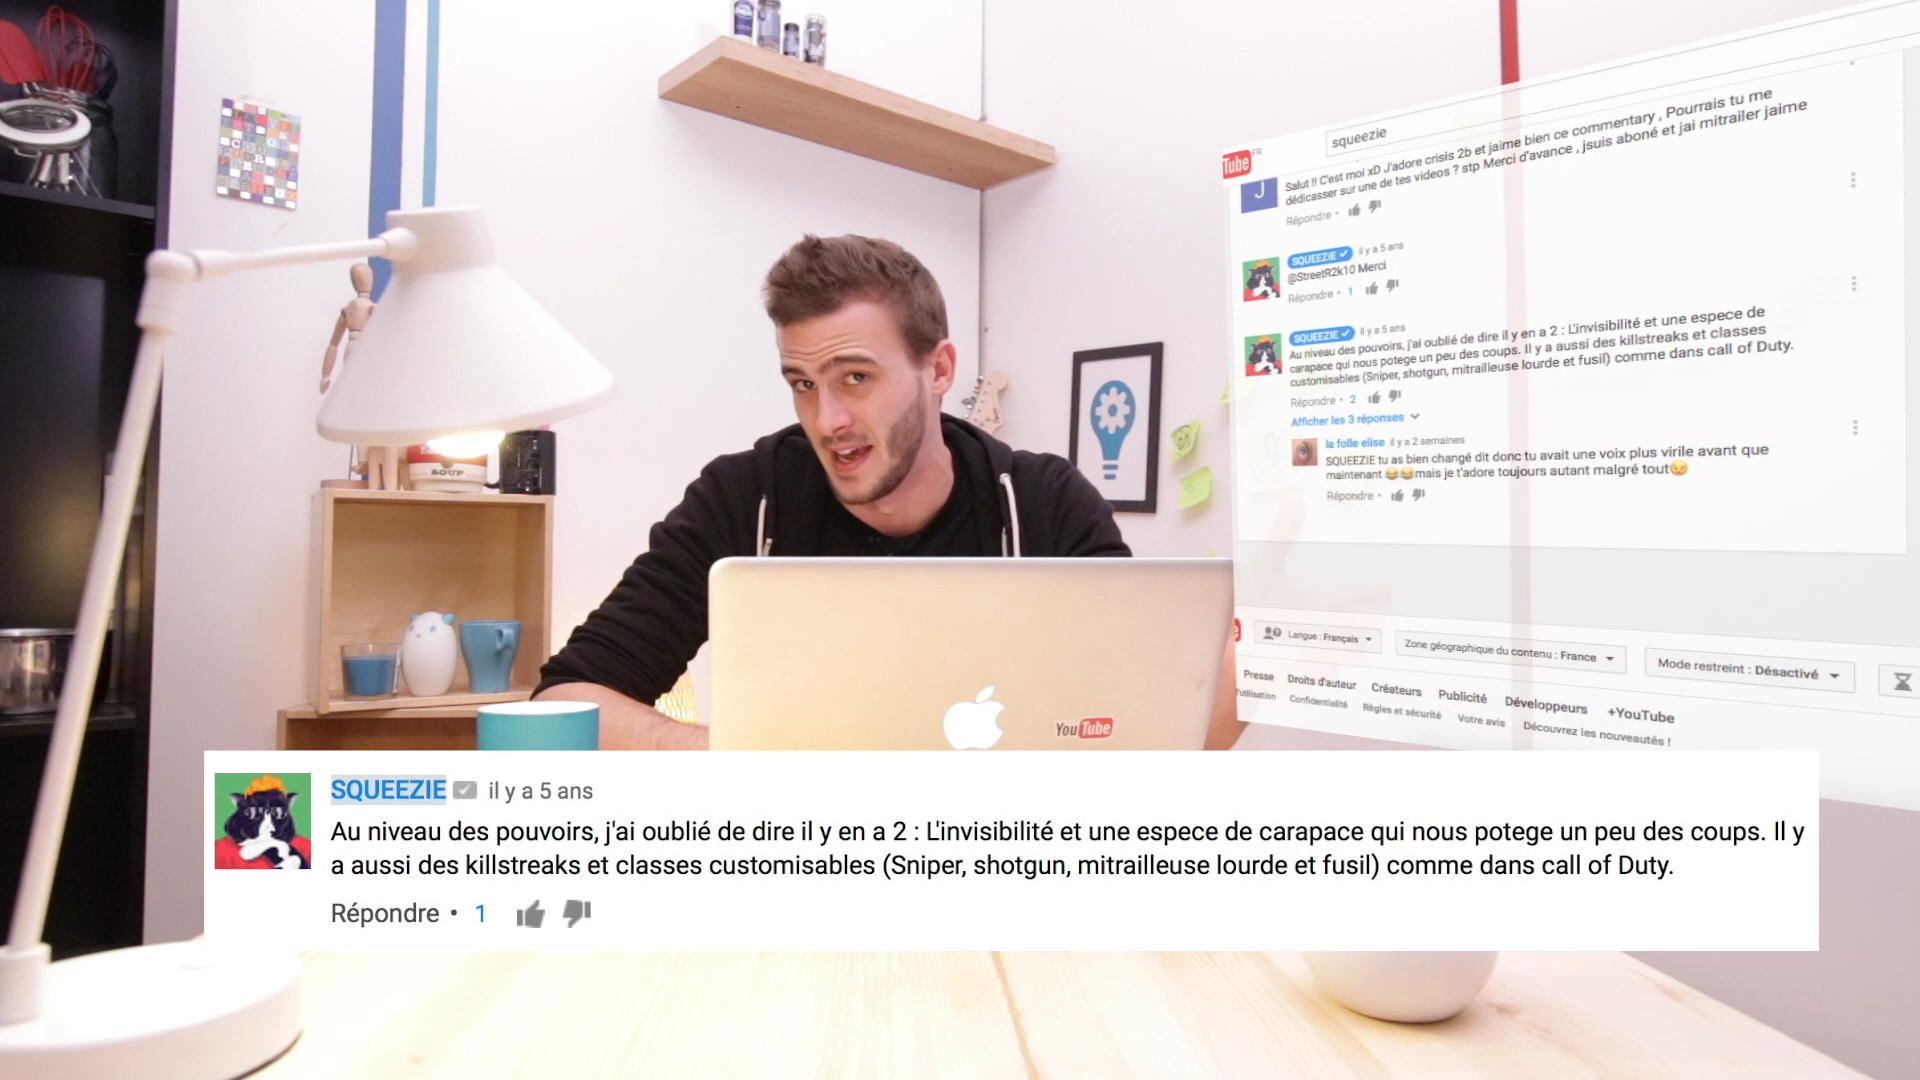 squeezie
Tube FR
J
Salut !! C'est moi xD J'adore crisis 2b et jaime bien ce commentary , Pourrais tu me
dédicasser sur une de tes videos ? stp Merci d'avance , jsuis aboné et jai mitrailer jaime
Répondre •
SQUEEZIE il y a 5 ans
@StreetR2k10 Merci
Répondre • 1
SQUEEZIE il y a 5 ans
Au niveau des pouvoirs, j'ai oublié de dire il y en a 2 : L'invisibilité et une espece de
carapace qui nous potege un peu des coups. Il y a aussi des killstreaks et classes
customisables (Sniper, shotgun, mitrailleuse lourde et fusil) comme dans call of Duty.
Répondre • 2
Afficher les 3 réponses
la folle elise il y a 2 semaines
SQUEEZIE tu as bien changé dit donc tu avait une voix plus virile avant que
maintenant 😂😂mais je t'adore toujours autant malgré tout😉
Répondre •
SOUP
Langue : Français
Zone géographique du contenu : France
Mode restreint : Désactivé
Presse Droits d'auteur Créateurs Publicité Développeurs +YouTube
Confidentialité Règles et sécurité Votre avis Découvrez les nouveautés !
YouTube
SQUEEZIE il y a 5 ans
Au niveau des pouvoirs, j'ai oublié de dire il y en a 2 : L'invisibilité et une espece de carapace qui nous potege un peu des coups. Il y
a aussi des killstreaks et classes customisables (Sniper, shotgun, mitrailleuse lourde et fusil) comme dans call of Duty.
Répondre • 1